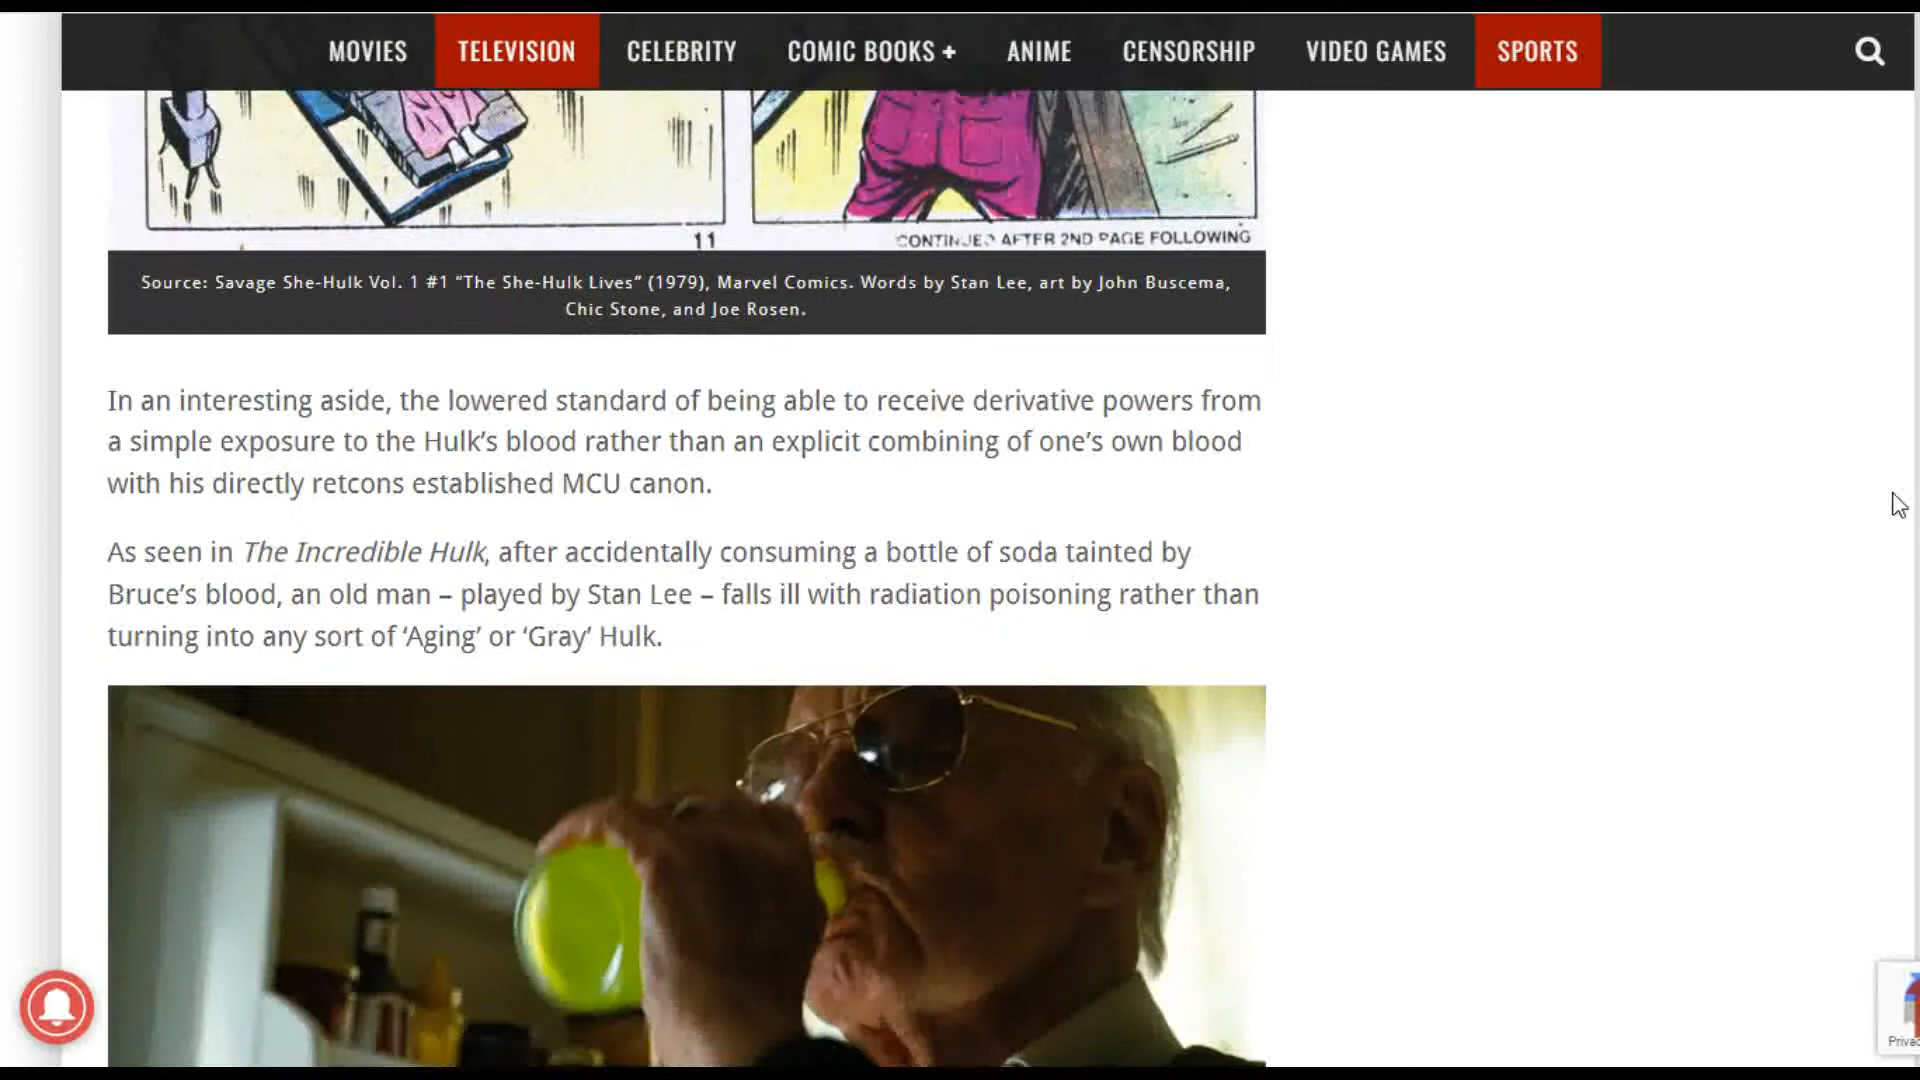 MOVIES TELEVISION CELEBRITY COMIC BOOKS + ANIME CENSORSHIP VIDEO GAMES SPORTS
11 CONTINUED AFTER 2ND PAGE FOLLOWING
Source: Savage She-Hulk Vol. 1 #1 “The She-Hulk Lives” (1979), Marvel Comics. Words by Stan Lee, art by John Buscema,
Chic Stone, and Joe Rosen.
In an interesting aside, the lowered standard of being able to receive derivative powers from
a simple exposure to the Hulk’s blood rather than an explicit combining of one’s own blood
with his directly retcons established MCU canon.
As seen in The Incredible Hulk, after accidentally consuming a bottle of soda tainted by
Bruce’s blood, an old man – played by Stan Lee – falls ill with radiation poisoning rather than
turning into any sort of ‘Aging’ or ‘Gray’ Hulk.